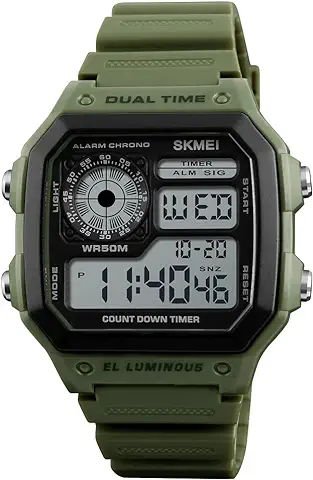 DUAL TIME
ALARM CHRONO
SKMEI
TIMER
ALM SIG
LIGHT
START
60
WED
WR50M
10-20
MODE
RESET
SNZ
P 11:40 46
COUNT DOWN TIMER
EL LUMINOUS